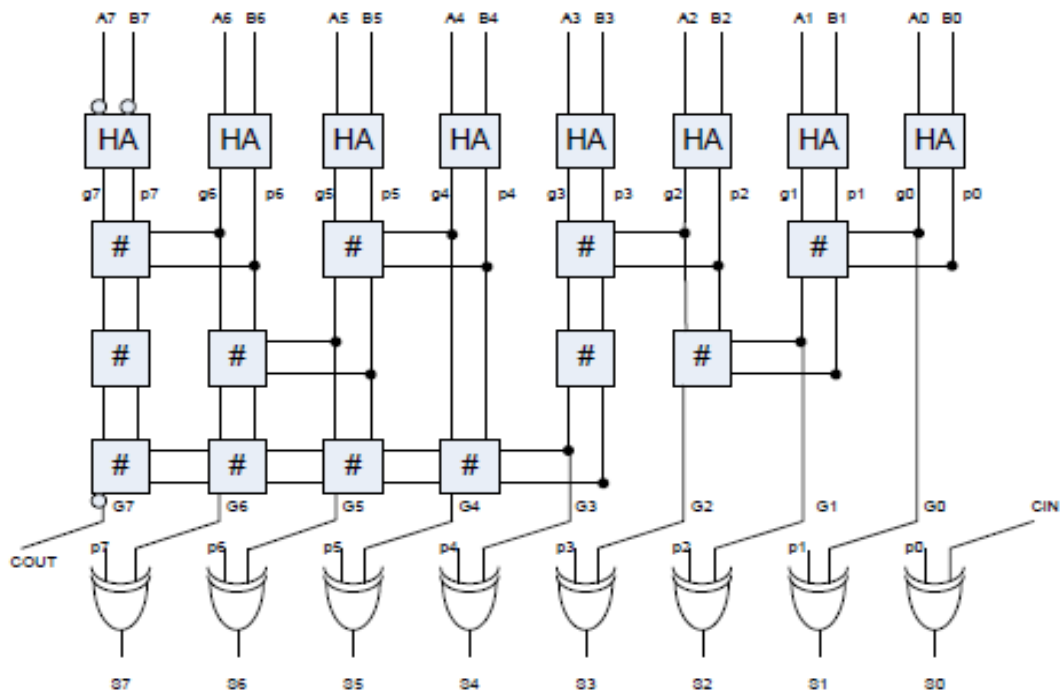 A7 B7 A6 B6 A5 B5 A4 B4 A3 B3 A2 B2 A1 B1 A0 B0
HA HA HA HA HA HA HA HA
g7 p7 g6 p6 g5 p5 g4 p4 g3 p3 g2 p2 g1 p1 g0 p0
# # # #
# # # #
# # # #
G7 G6 G5 G4 G3 G2 G1 G0 CIN
COUT p7 p6 p5 p4 p3 p2 p1 p0
S7 S6 S5 S4 S3 S2 S1 S0